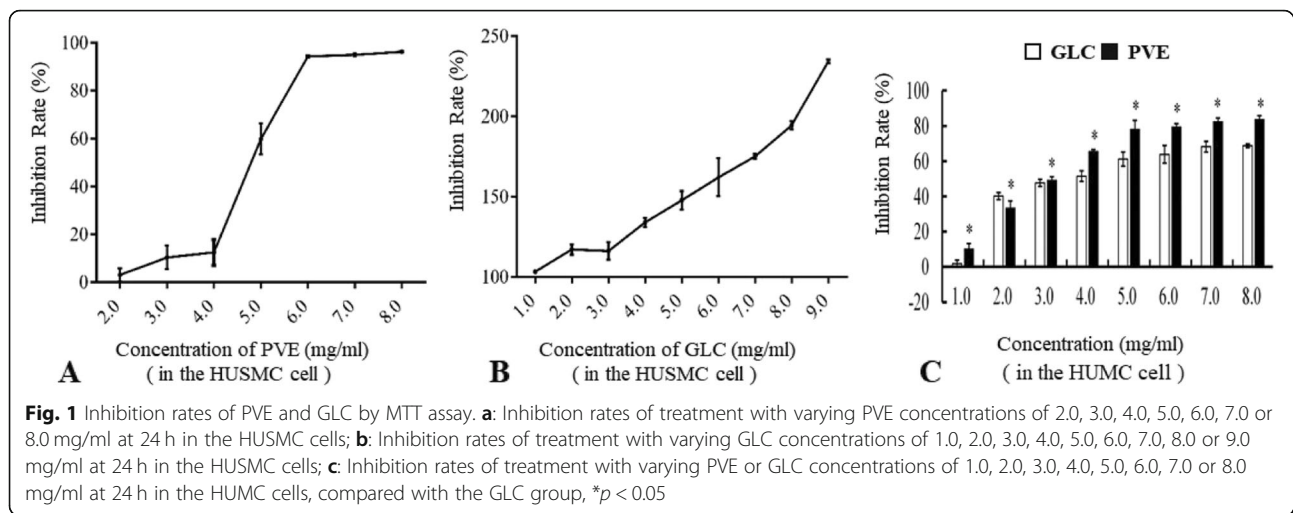 100
80
60
40
20
0
Inhibition Rate (%)
2.0 3.0 4.0 5.0 6.0 7.0 8.0
Concentration of PVE (mg/ml)
( in the HUSMC cell )
A
250
200
150
100
Inhibition Rate (%)
1.0 2.0 3.0 4.0 5.0 6.0 7.0 8.0 9.0
Concentration of GLC (mg/ml)
( in the HUSMC cell )
B
GLC PVE
100
80
60
40
20
0
-20
Inhibition Rate (%)
* * * * * * * *
1.0 2.0 3.0 4.0 5.0 6.0 7.0 8.0
Concentration (mg/ml)
( in the HUMC cell )
C
Fig. 1 Inhibition rates of PVE and GLC by MTT assay. a: Inhibition rates of treatment with varying PVE concentrations of 2.0, 3.0, 4.0, 5.0, 6.0, 7.0 or
8.0 mg/ml at 24 h in the HUSMC cells; b: Inhibition rates of treatment with varying GLC concentrations of 1.0, 2.0, 3.0, 4.0, 5.0, 6.0, 7.0, 8.0 or 9.0
mg/ml at 24 h in the HUSMC cells; c: Inhibition rates of treatment with varying PVE or GLC concentrations of 1.0, 2.0, 3.0, 4.0, 5.0, 6.0, 7.0 or 8.0
mg/ml at 24 h in the HUMC cells, compared with the GLC group, *p < 0.05